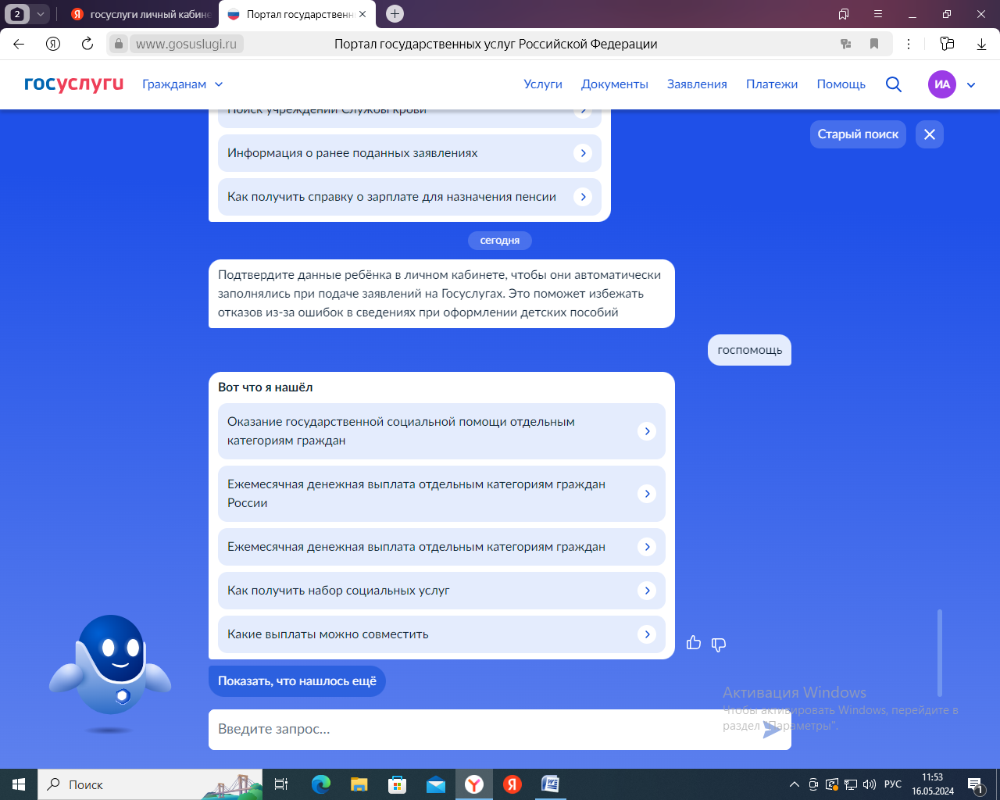 2
госуслуги личный кабине
Портал государственн
www.gosuslugi.ru
Портал государственных услуг Российской Федерации
госуслуги
Гражданам
Услуги
Документы
Заявления
Платежи
Помощь
ИА
Поиск учреждений Службы крови
Старый поиск
Информация о ранее поданных заявлениях
Как получить справку о зарплате для назначения пенсии
сегодня
Подтвердите данные ребёнка в личном кабинете, чтобы они автоматически
заполнялись при подаче заявлений на Госуслугах. Это поможет избежать
отказов из-за ошибок в сведениях при оформлении детских пособий
госпомощь
Вот что я нашёл
Оказание государственной социальной помощи отдельным
категориям граждан
Ежемесячная денежная выплата отдельным категориям граждан
России
Ежемесячная денежная выплата отдельным категориям граждан
Как получить набор социальных услуг
Какие выплаты можно совместить
Показать, что нашлось ещё
Введите запрос...
Активация Windows
Чтобы активировать Windows, перейдите в
раздел "Параметры".
Поиск
РУС
11:53
16.05.2024
1